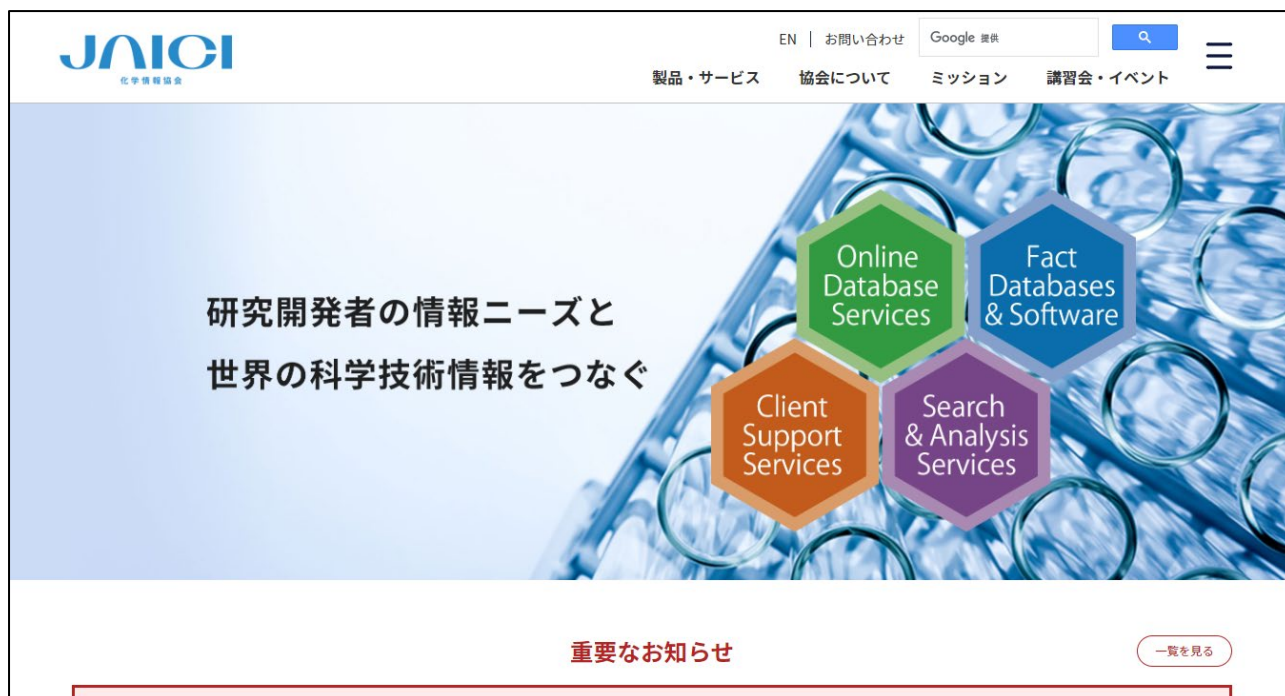 JAICI
化学情報協会
EN | お問い合わせ
Google 提供
製品・サービス 協会について ミッション 講習会・イベント
研究開発者の情報ニーズと
世界の科学技術情報をつなぐ
Online
Database
Services
Fact
Databases
& Software
Client
Support
Services
Search
& Analysis
Services
重要なお知らせ
一覧を見る